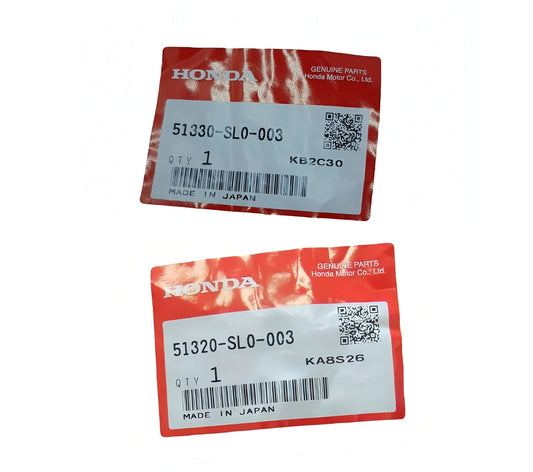 HONDA
GENUINE PARTS
Honda Motor Co., Ltd.
51330-SL0-003
QTY 1
KB2C30
MADE IN JAPAN
HONDA
GENUINE PARTS
Honda Motor Co., Ltd.
51320-SL0-003
KA8S26
QTY 1
MADE IN JAPAN